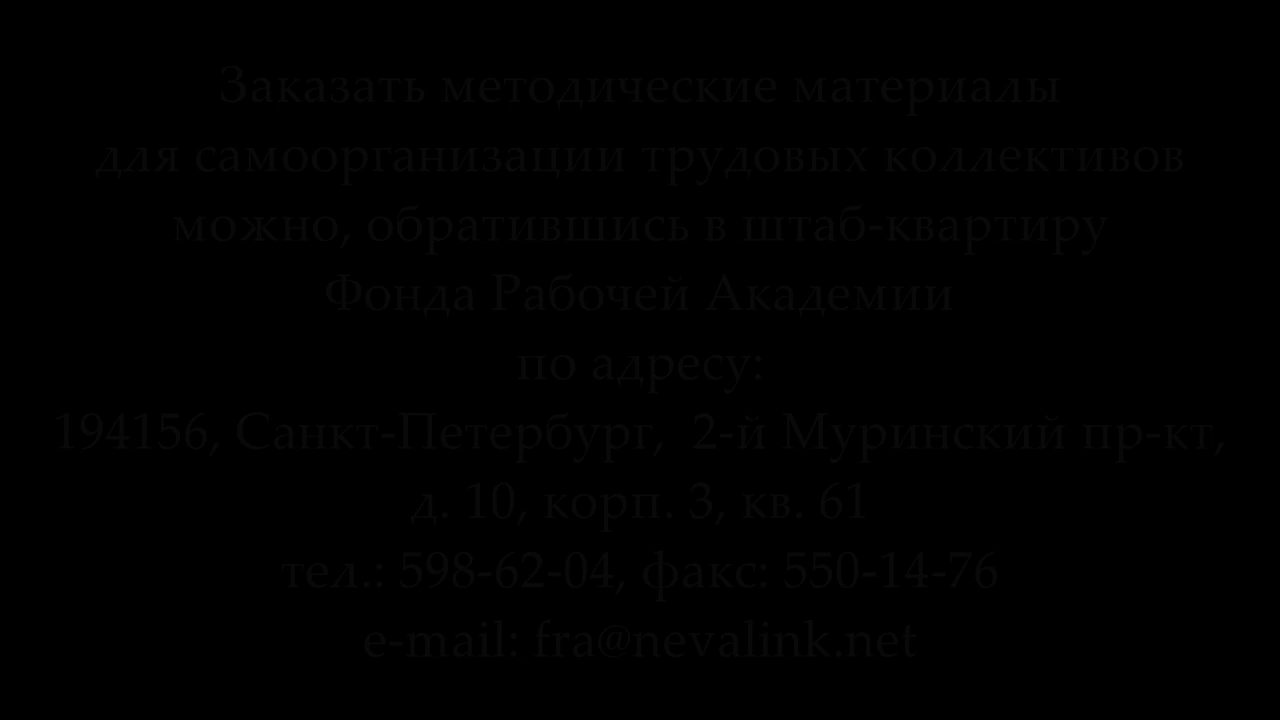 Заказать методические материалы
для самоорганизации трудовых коллективов
можно, обратившись в штаб-квартиру
Фонда Рабочей Академии
по адресу:
194156, Санкт-Петербург, 2-й Муринский пр-кт,
д. 10, корп. 3, кв. 61
тел.: 598-62-04, факс: 550-14-76
e-mail: fra@nevalink.net